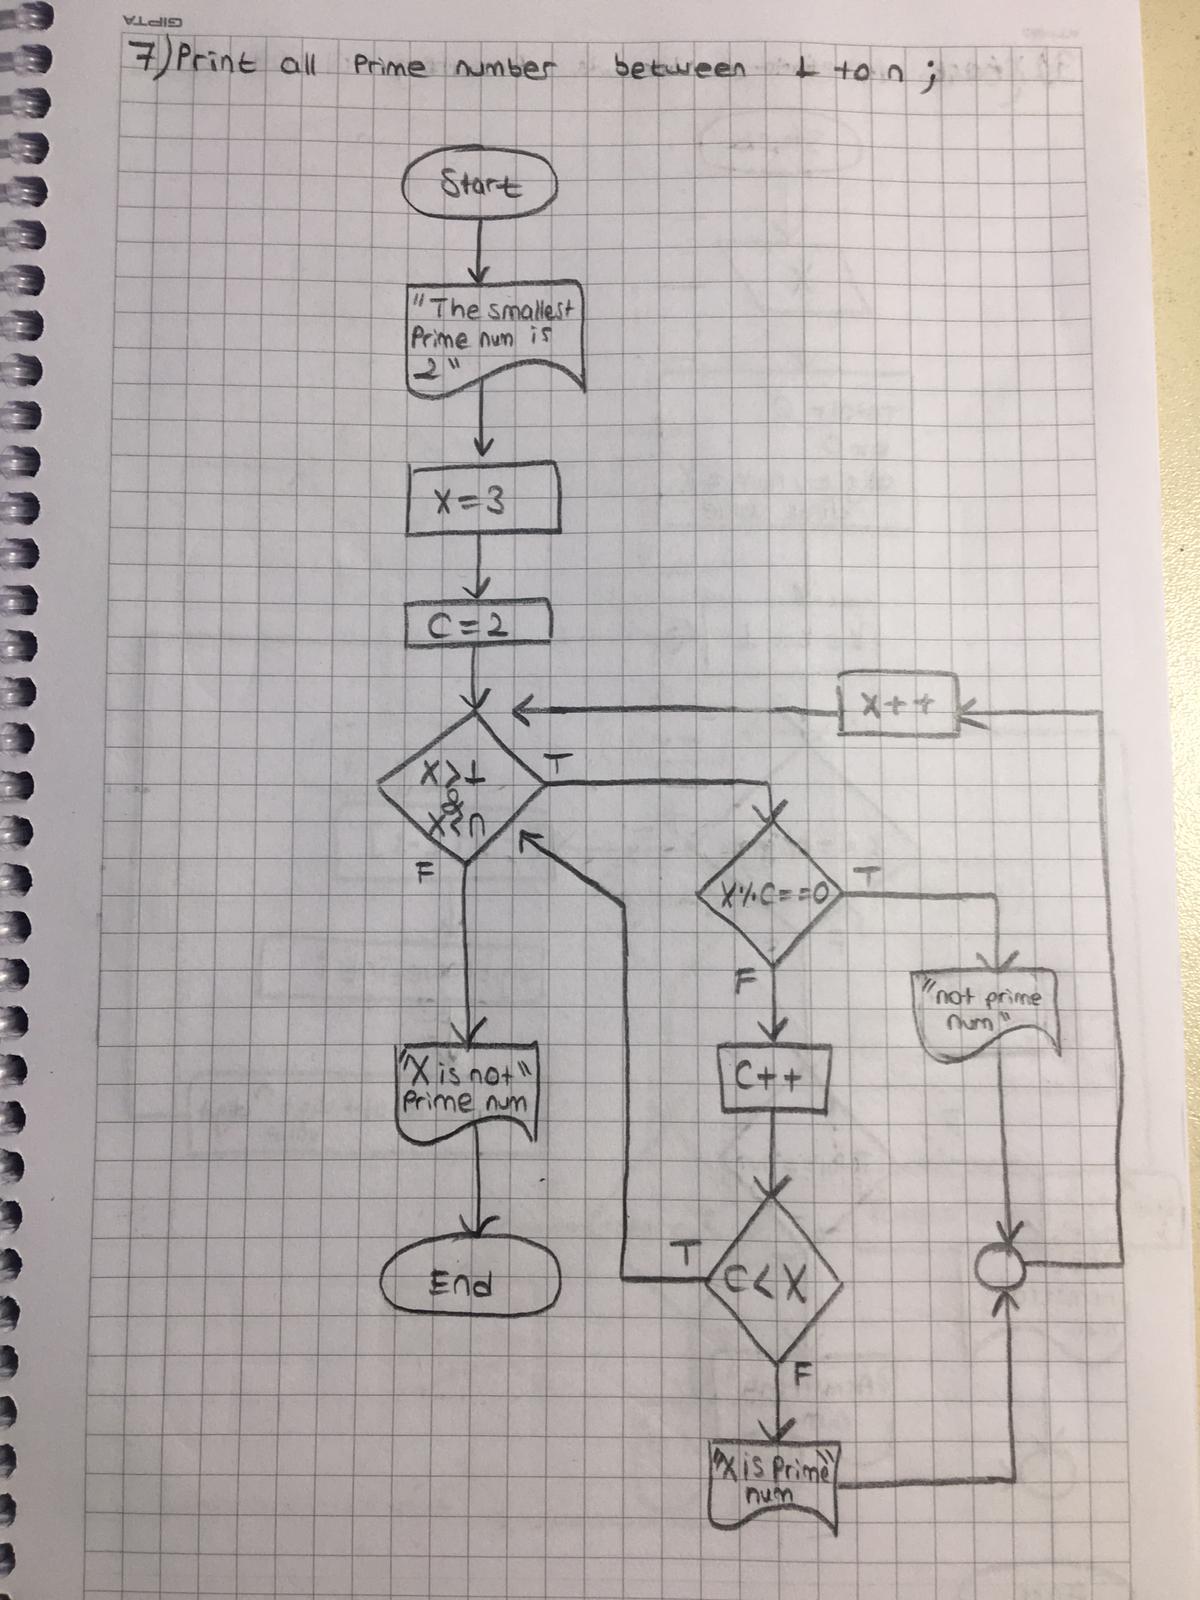 GIPTA
7) Print all Prime number between 1 to n ;
Start
"The smallest
Prime num is
2"
X=3
C=2
X++
X>1
&
X<n
T
F
X%C==0
T
F
"not prime
num"
"X is not"
Prime num
C++
End
C<X
T
F
"X is Prime"
num